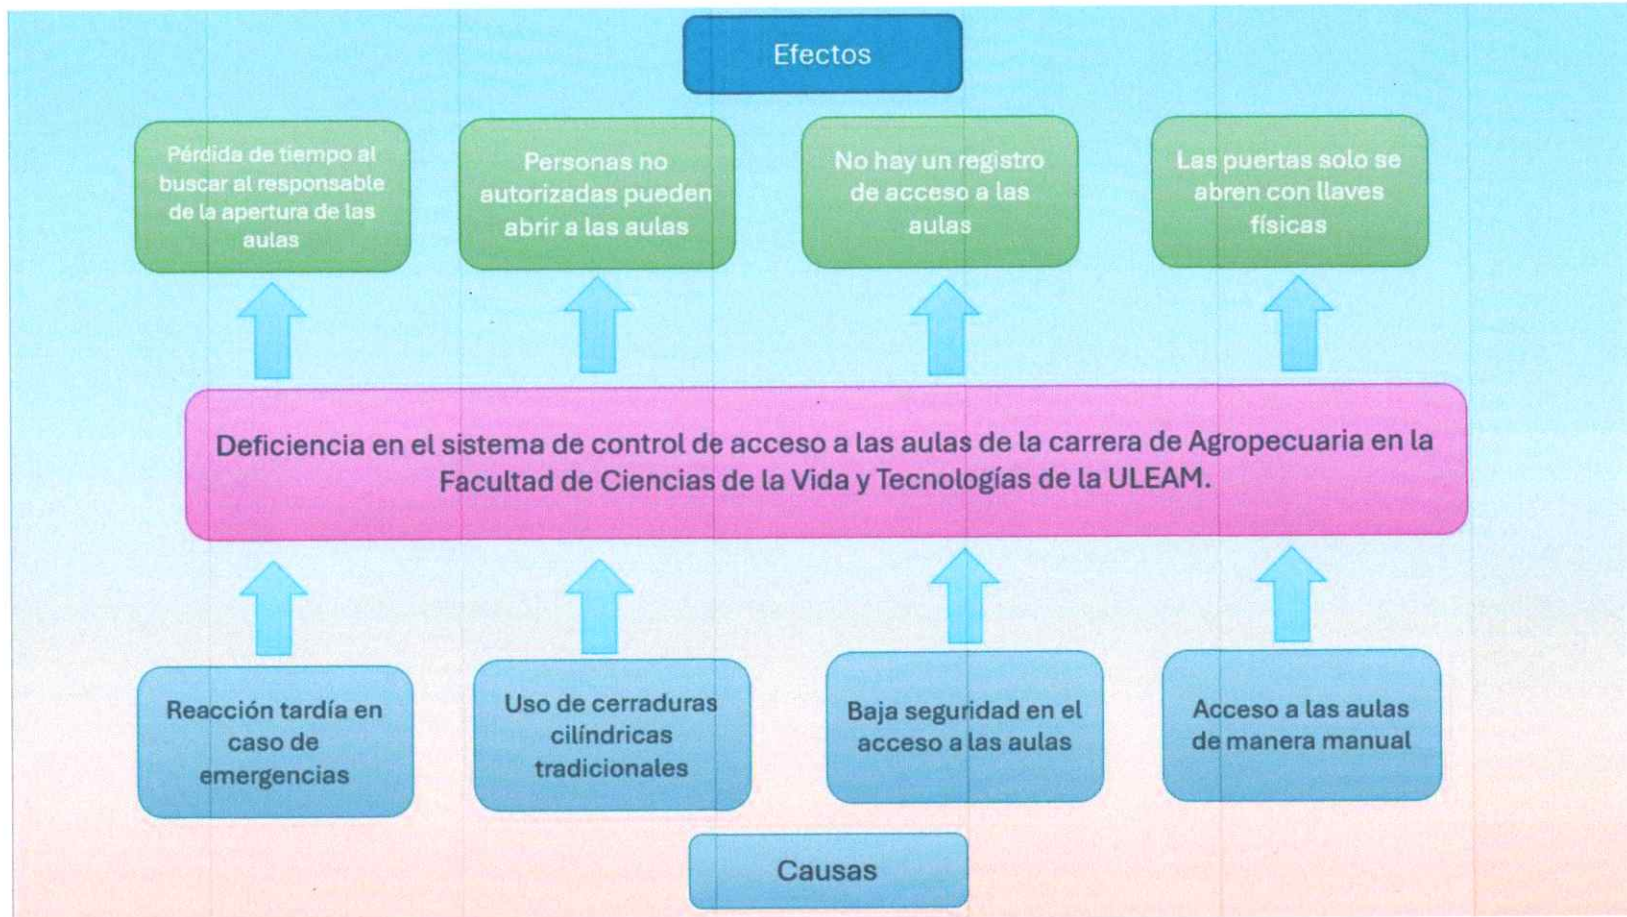 Efectos
Pérdida de tiempo al
buscar al responsable
de la apertura de las
aulas
Personas no
autorizadas pueden
abrir a las aulas
No hay un registro
de acceso a las
aulas
Las puertas solo se
abren con llaves
físicas
Deficiencia en el sistema de control de acceso a las aulas de la carrera de Agropecuaria en la
Facultad de Ciencias de la Vida y Tecnologías de la ULEAM.
Reacción tardía en
caso de
emergencias
Uso de cerraduras
cilíndricas
tradicionales
Baja seguridad en el
acceso a las aulas
Acceso a las aulas
de manera manual
Causas